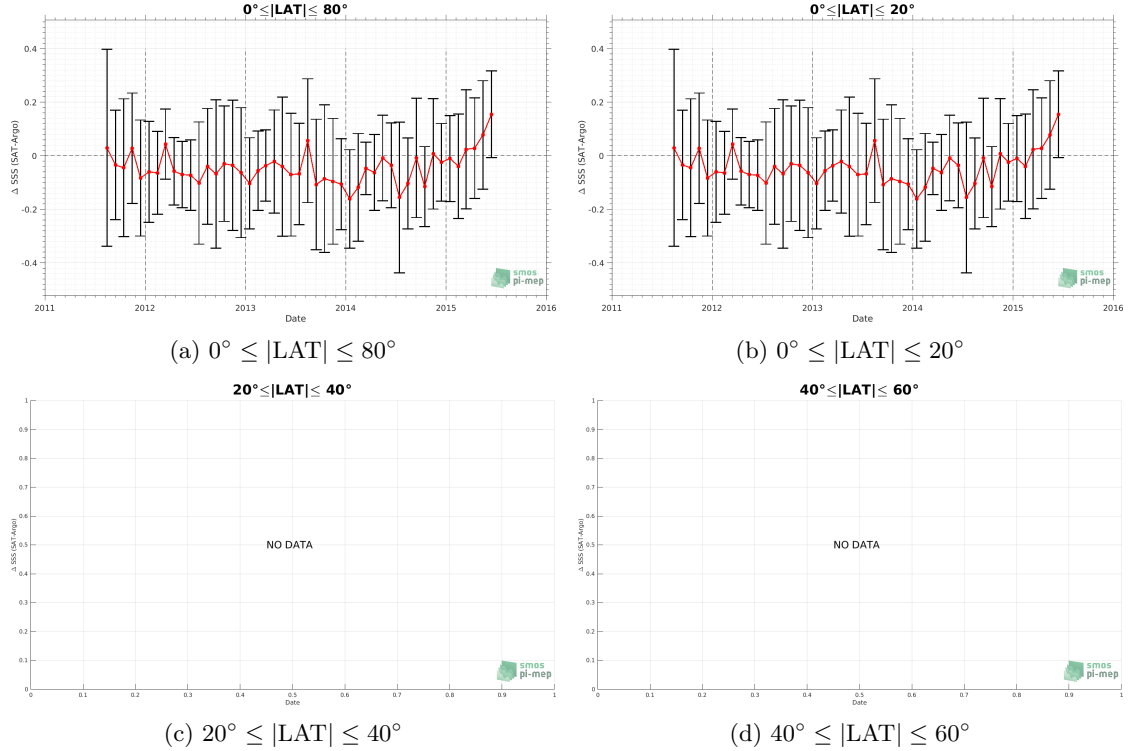 0°≤|LAT|≤ 80°
0.4
0.2
0
-0.2
-0.4
Δ SSS (SAT-Argo)
2011
2012
2013
2014
2015
2016
Date
smos
pi-mep
(a) 0° ≤ |LAT| ≤ 80°
0°≤|LAT|≤ 20°
0.4
0.2
0
-0.2
-0.4
Δ SSS (SAT-Argo)
2011
2012
2013
2014
2015
2016
Date
smos
pi-mep
(b) 0° ≤ |LAT| ≤ 20°
20°≤|LAT|≤ 40°
1
0.9
0.8
0.7
0.6
0.5
0.4
0.3
0.2
0.1
0
Δ SSS (SAT-Argo)
NO DATA
0
0.1
0.2
0.3
0.4
0.5
0.6
0.7
0.8
0.9
1
Date
smos
pi-mep
(c) 20° ≤ |LAT| ≤ 40°
40°≤|LAT|≤ 60°
1
0.9
0.8
0.7
0.6
0.5
0.4
0.3
0.2
0.1
0
Δ SSS (SAT-Argo)
NO DATA
0
0.1
0.2
0.3
0.4
0.5
0.6
0.7
0.8
0.9
1
Date
smos
pi-mep
(d) 40° ≤ |LAT| ≤ 60°